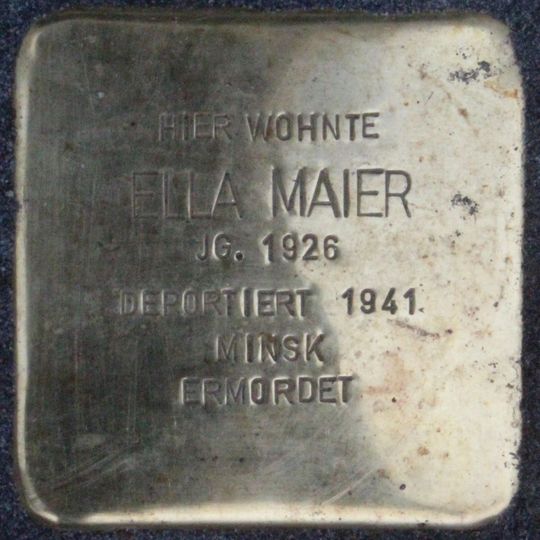 HIER WOHNTE
ELLA MAIER
JG. 1926
DEPORTIERT 1941
MINSK
ERMORDET